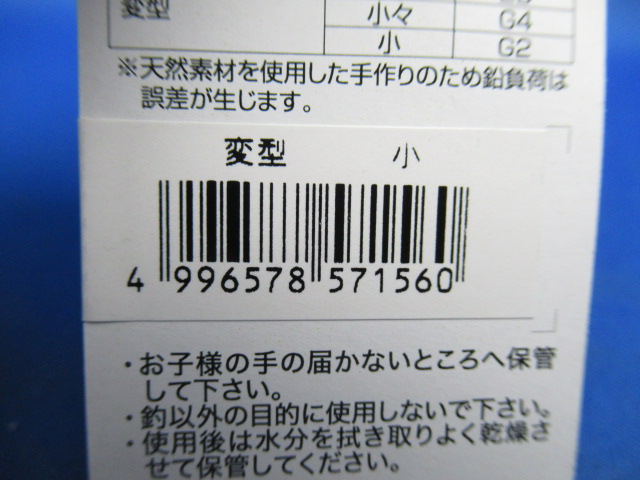 変型
小々 G4
小 G2
※天然素材を使用した手作りのため鉛負荷は
誤差が生じます。
変型 小
4 996578 571560
・お子様の手の届かないところへ保管
して下さい。
・釣以外の目的に使用しないで下さい。
・使用後は水分を拭き取りよく乾燥さ
せて保管してください。